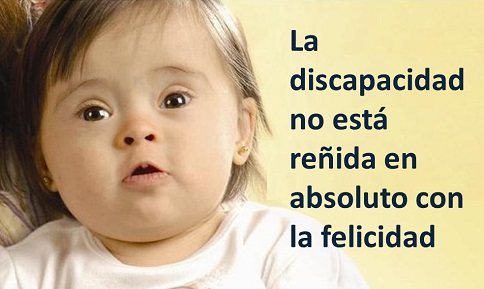 La
discapacidad
no está
reñida en
absoluto con
la felicidad